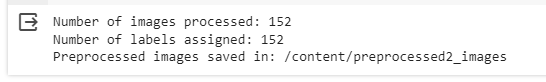 Number of images processed: 152
Number of labels assigned: 152
Preprocessed images saved in: /content/preprocessed2_images